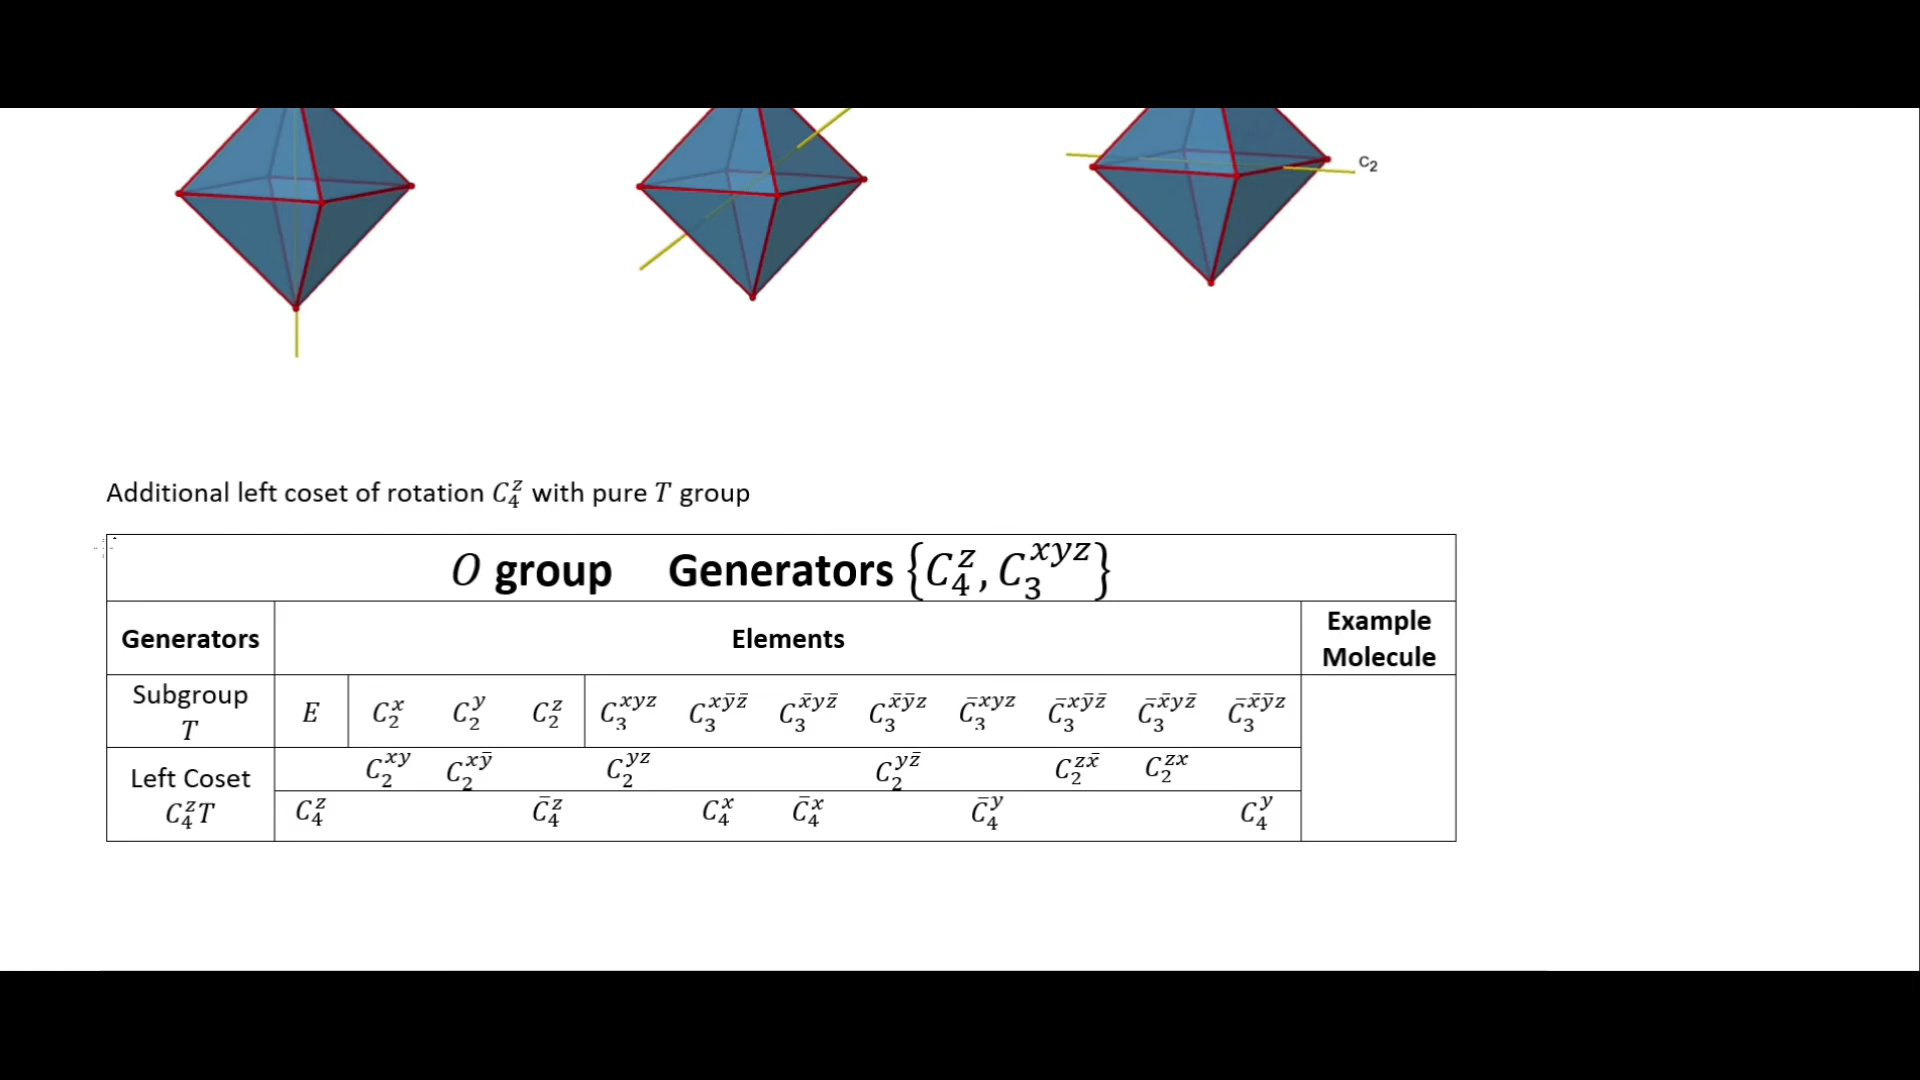 C₂
Additional left coset of rotation C₄ᶻ with pure T group
O group Generators {C₄ᶻ, C₃ˣʸᶻ}
Generators Elements Example Molecule
Subgroup T E C₂ˣ C₂ʸ C₂ᶻ C₃ˣʸᶻ C₃ˣȳz̄ C₃x̄yz̄ C₃x̄ȳz C̄₃ˣʸᶻ C̄₃xȳz̄ C̄₃x̄yz̄ C̄₃x̄ȳz
Left Coset C₄ᶻT C₂ˣʸ C₂xȳ C₂ʸᶻ C₂yz̄ C₂zx̄ C₂ᶻˣ
C₄ᶻ C̄₄ᶻ C₄ˣ C̄₄ˣ C̄₄ʸ C₄ʸ